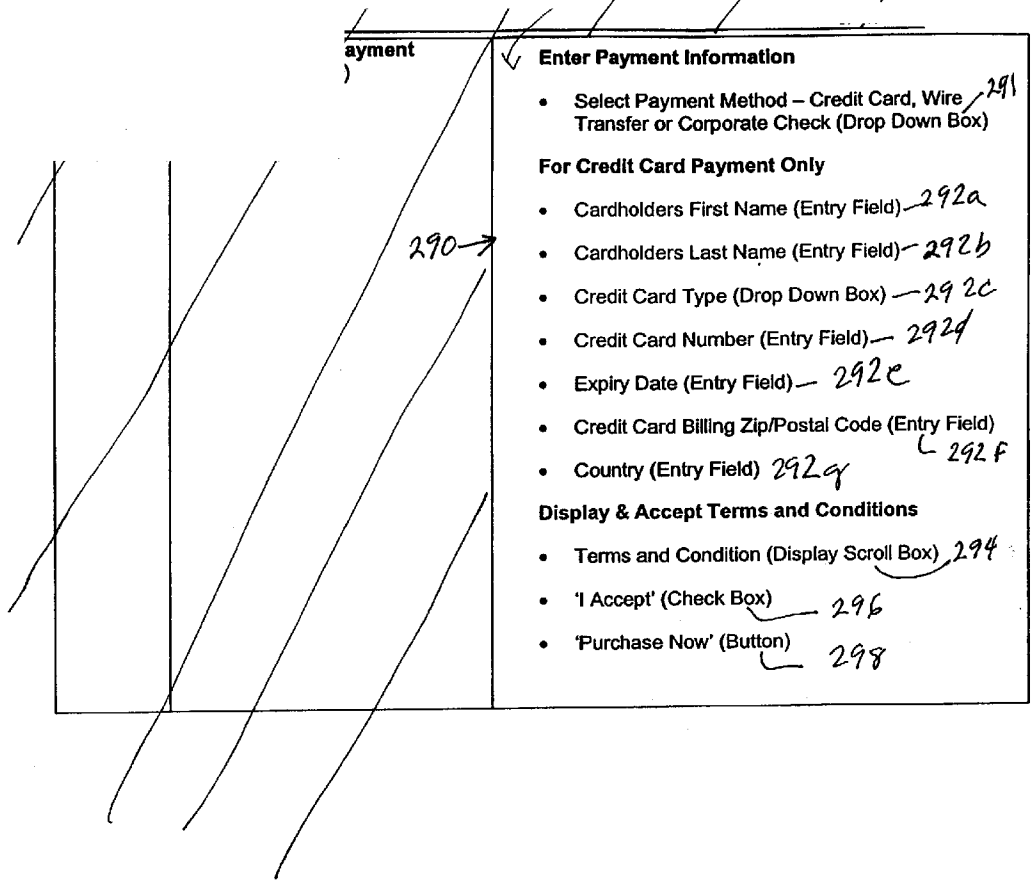 ayment
)
Enter Payment Information
• Select Payment Method – Credit Card, Wire 291
Transfer or Corporate Check (Drop Down Box)
For Credit Card Payment Only
• Cardholders First Name (Entry Field) 292a
290
• Cardholders Last Name (Entry Field) 292b
• Credit Card Type (Drop Down Box) 292c
• Credit Card Number (Entry Field) 292d
• Expiry Date (Entry Field) 292e
• Credit Card Billing Zip/Postal Code (Entry Field)
292F
• Country (Entry Field) 292g
Display & Accept Terms and Conditions
• Terms and Condition (Display Scroll Box) 294
• 'I Accept' (Check Box) 296
• 'Purchase Now' (Button) 298